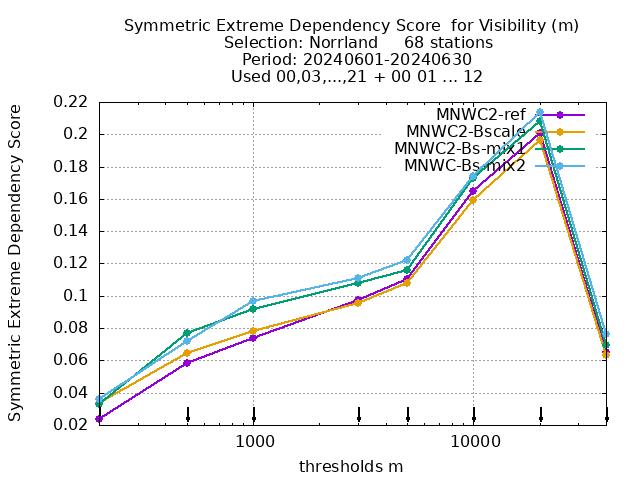 Symmetric Extreme Dependency Score  for Visibility (m)
Selection: Norrland     68 stations
Period: 20240601-20240630
Used 00,03,...,21 + 00 01 ... 12
Symmetric Extreme Dependency Score
0.22
0.2
0.18
0.16
0.14
0.12
0.1
0.08
0.06
0.04
0.02
MNWC2-ref
MNWC2-Bscale
MNWC2-Bs-mix1
MNWC-Bs-mix2
1000
10000
thresholds m